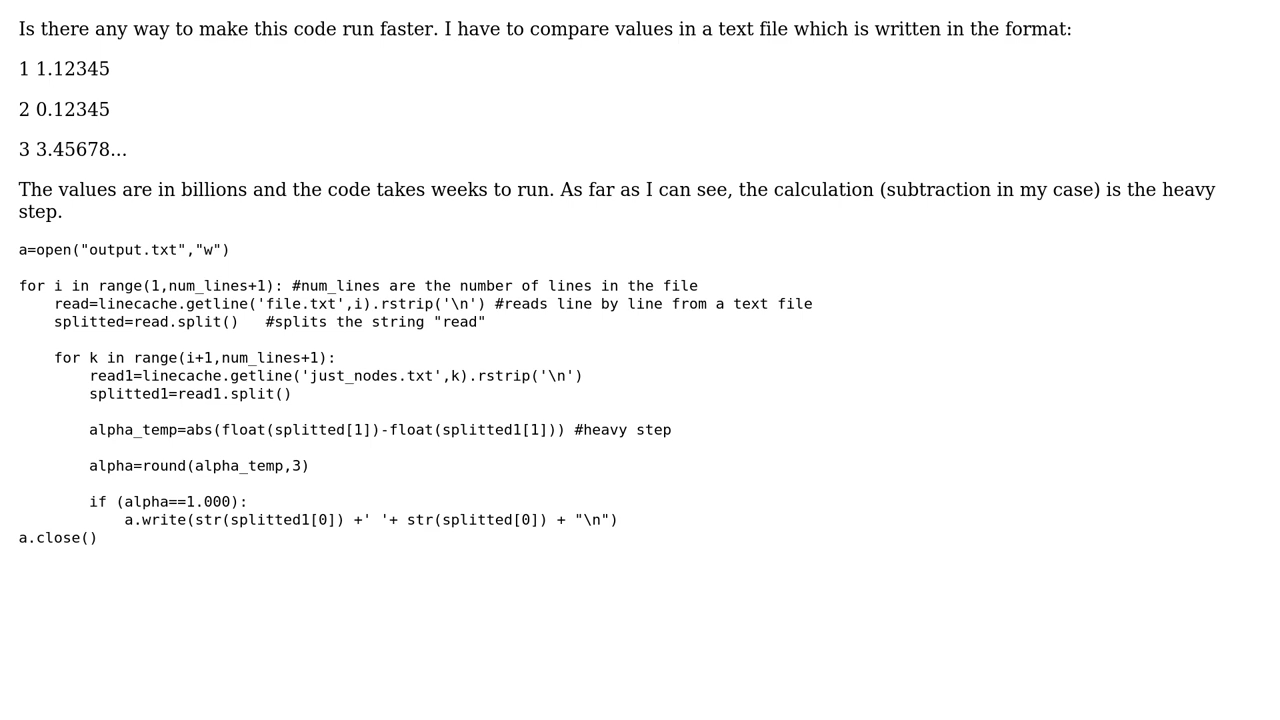 Is there any way to make this code run faster. I have to compare values in a text file which is written in the format:
1 1.12345
2 0.12345
3 3.45678...
The values are in billions and the code takes weeks to run. As far as I can see, the calculation (subtraction in my case) is the heavy
step.
a=open("output.txt","w")
for i in range(1,num_lines+1): #num_lines are the number of lines in the file
    read=linecache.getline('file.txt',i).rstrip('\n') #reads line by line from a text file
    splitted=read.split()   #splits the string "read"
    for k in range(i+1,num_lines+1):
        read1=linecache.getline('just_nodes.txt',k).rstrip('\n')
        splitted1=read1.split()
        alpha_temp=abs(float(splitted[1])-float(splitted1[1])) #heavy step
        alpha=round(alpha_temp,3)
        if (alpha==1.000):
            a.write(str(splitted1[0]) +' '+ str(splitted[0]) + "\n")
a.close()